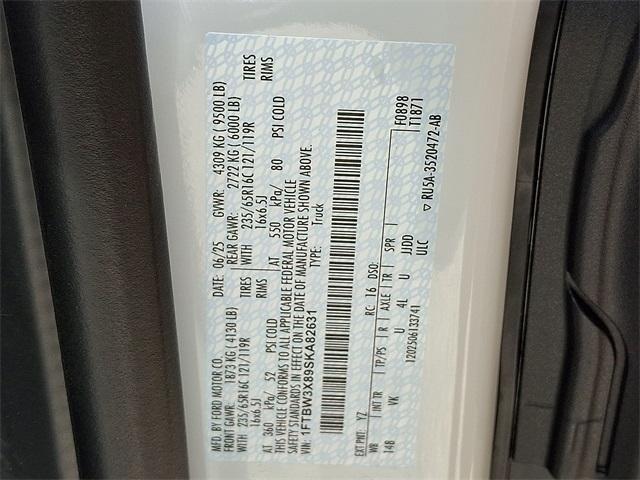 MFD. BY FORD MOTOR CO. DATE: 06/25 GVWR: 4309 KG ( 9500 LB)
FRONT GAWR: 1873 KG ( 4130 LB) REAR GAWR: 2722 KG ( 6000 LB)
WITH 235/65R16C 121/119R TIRES WITH 235/65R16C 121/119R TIRES
16x6.5J RIMS 16x6.5J RIMS
AT 360 kPa/ 52 PSI COLD AT 550 kPa/ 80 PSI COLD
THIS VEHICLE CONFORMS TO ALL APPLICABLE FEDERAL MOTOR VEHICLE
SAFETY STANDARDS IN EFFECT ON THE DATE OF MANUFACTURE SHOWN ABOVE.
VIN: 1FTBW3X89SKA82631 TYPE: Truck
EXT PNT: YZ RC: 16 DSO: F0898
T1871
WB INT TR TP/PS R AXLE TR SPR
148 VK U 4L U JJDD
ULC
1202506133741 ▽ RU5A-3520472-AB